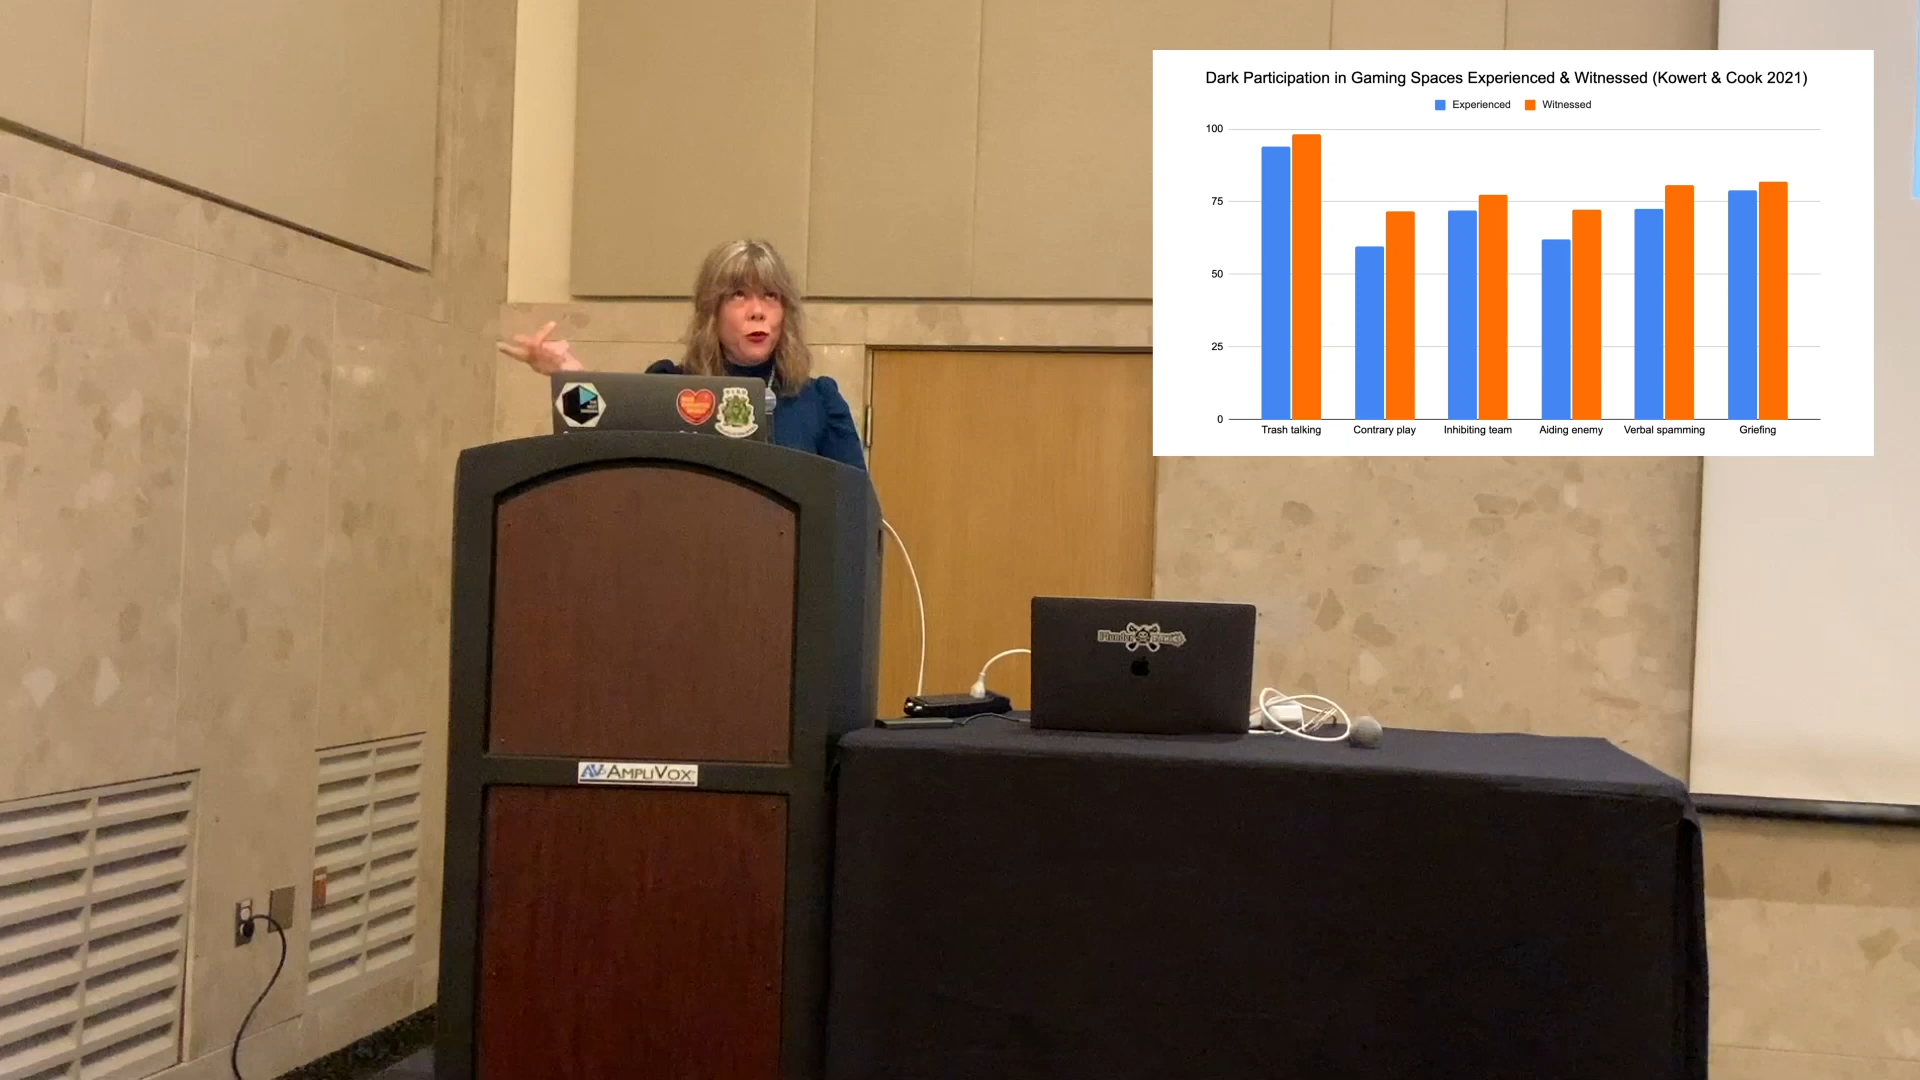 Dark Participation in Gaming Spaces Experienced & Witnessed (Kowert & Cook 2021)
Experienced Witnessed
100
75
50
25
0
Trash talking Contrary play Inhibiting team Aiding enemy Verbal spamming Griefing
AV AMPLIVOX